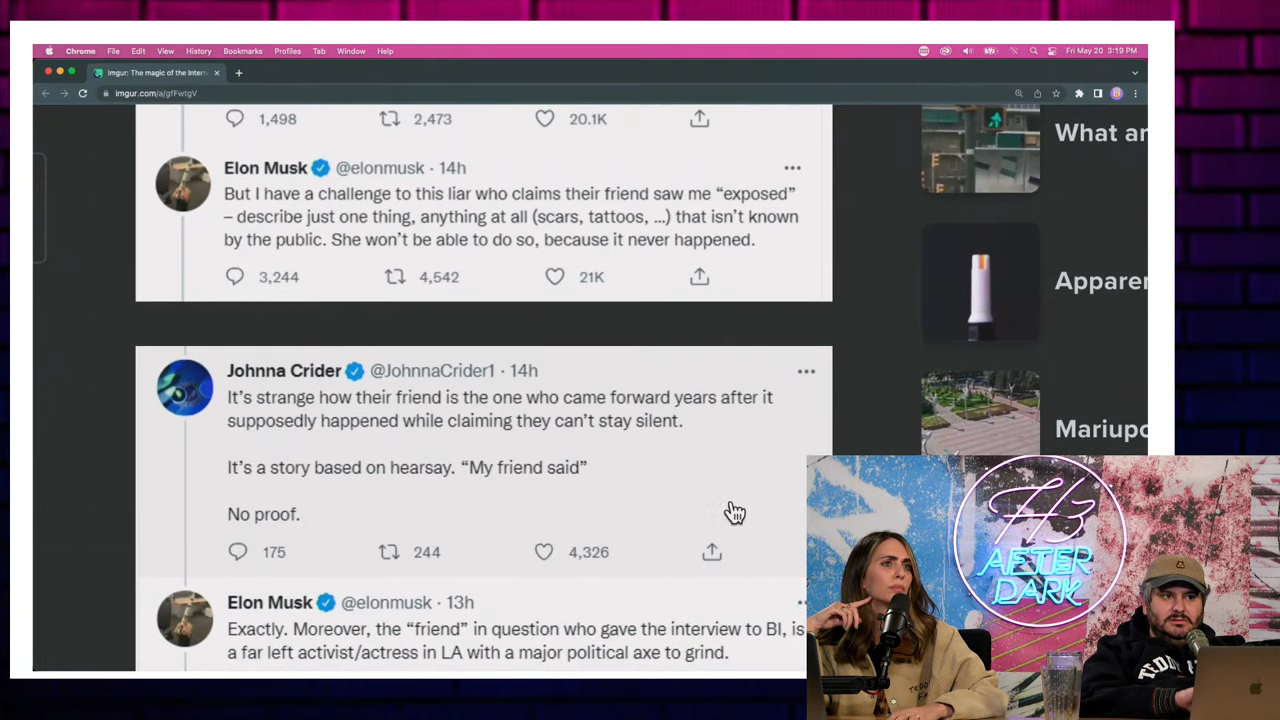 Chrome File Edit View History Bookmarks Profiles Tab Window Help Fri May 20 3:19 PM
Imgur: The magic of the Intern
imgur.com/a/gfFwtgV
1,498 2,473 20.1K
What ar
Elon Musk @elonmusk · 14h
But I have a challenge to this liar who claims their friend saw me “exposed”
– describe just one thing, anything at all (scars, tattoos, …) that isn’t known
by the public. She won’t be able to do so, because it never happened.
3,244 4,542 21K
Apparer
Johnna Crider @JohnnaCrider1 · 14h
It’s strange how their friend is the one who came forward years after it
supposedly happened while claiming they can’t stay silent.
Mariupo
It’s a story based on hearsay. “My friend said”
No proof.
175 244 4,326
Elon Musk @elonmusk · 13h
Exactly. Moreover, the “friend” in question who gave the interview to BI, is
a far left activist/actress in LA with a major political axe to grind.
H3
AFTER
DARK